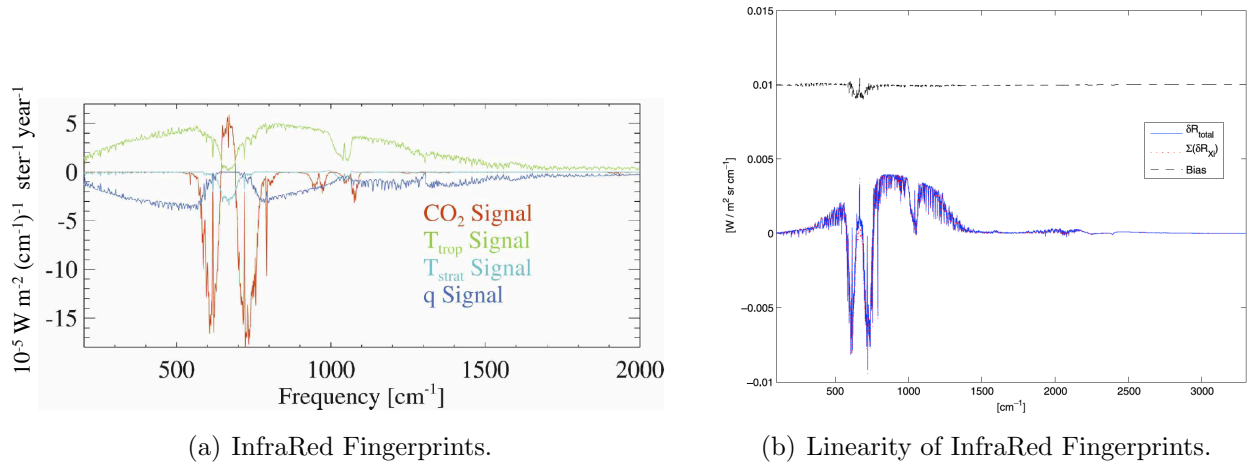 10-5 W m-2 (cm-1)-1 ster-1 year-1
5
0
-5
-10
-15
500
1000
1500
2000
Frequency [cm-1]
CO2 Signal
Ttrop Signal
Tstrat Signal
q Signal
(a) InfraRed Fingerprints.
0.015
0.01
0.005
0
−0.005
−0.01
[W / m2 sr cm−1]
500
1000
1500
2000
2500
3000
[cm−1]
δRtotal
Σ(δRXi)
Bias
(b) Linearity of InfraRed Fingerprints.